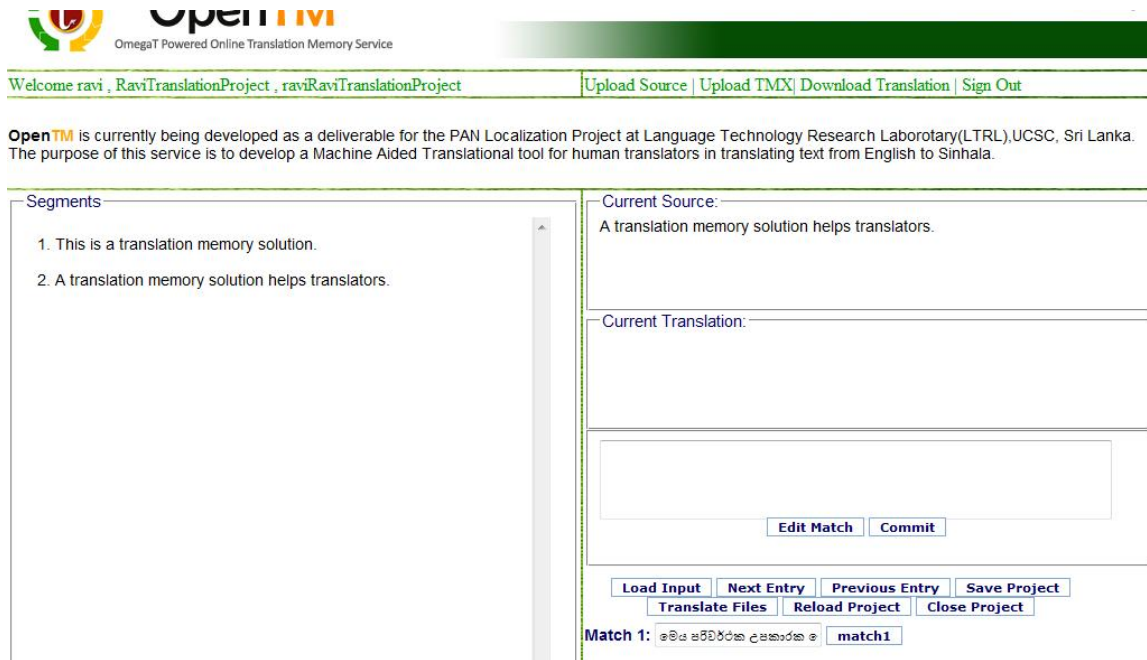 OpenTM
OmegaT Powered Online Translation Memory Service
Welcome ravi , RaviTranslationProject , raviRaviTranslationProject
Upload Source | Upload TMX| Download Translation | Sign Out
OpenTM is currently being developed as a deliverable for the PAN Localization Project at Language Technology Research Laborotary(LTRL),UCSC, Sri Lanka.
The purpose of this service is to develop a Machine Aided Translational tool for human translators in translating text from English to Sinhala.
Segments
1. This is a translation memory solution.
2. A translation memory solution helps translators.
Current Source:
A translation memory solution helps translators.
Current Translation:
Edit Match Commit
Load Input Next Entry Previous Entry Save Project
Translate Files Reload Project Close Project
Match 1: මෙය පරිවර්ථක උපකාරක match1